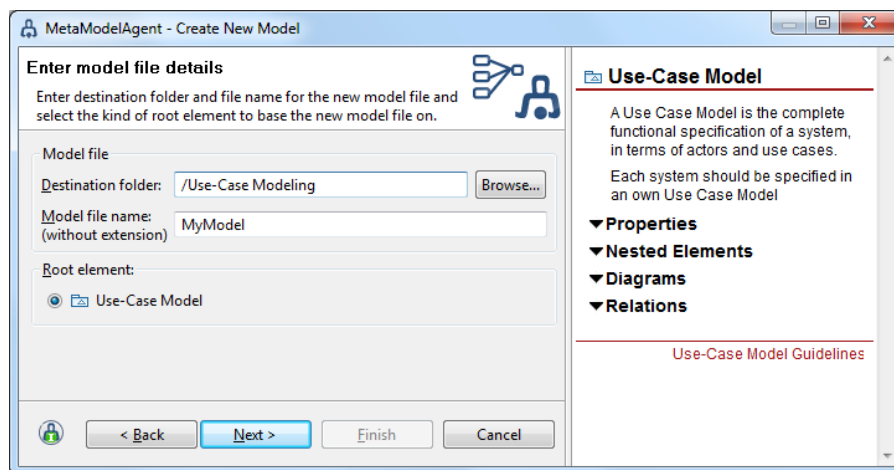 MetaModelAgent - Create New Model
Enter model file details
Enter destination folder and file name for the new model file and
select the kind of root element to base the new model file on.
Model file
Destination folder: /Use-Case Modeling Browse...
Model file name: MyModel
(without extension)
Root element:
Use-Case Model
< Back Next > Finish Cancel
Use-Case Model
A Use Case Model is the complete
functional specification of a system,
in terms of actors and use cases.
Each system should be specified in
an own Use Case Model
Properties
Nested Elements
Diagrams
Relations
Use-Case Model Guidelines